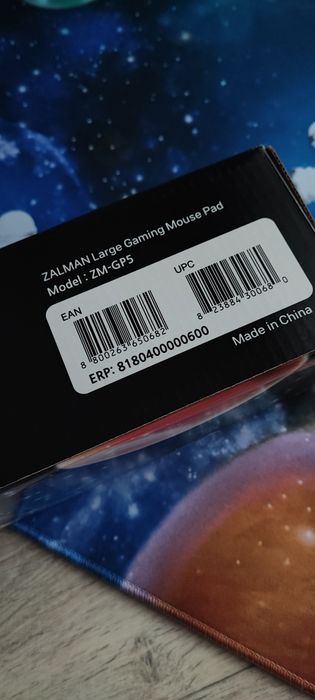 ZALMAN Large Gaming Mouse Pad
Model : ZM-GP5
EAN
UPC
8 800263 650682
8 23884 30068 0
ERP: 8180400000600
Made in China